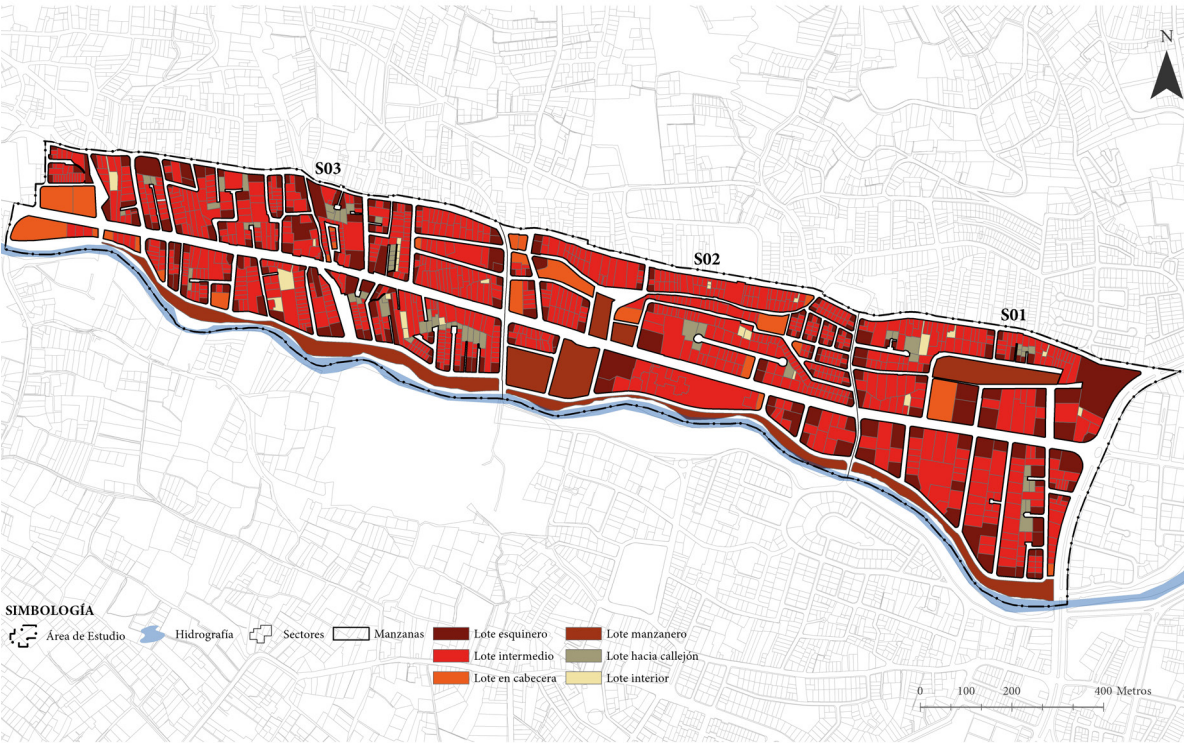 N
S03
S02
S01
SIMBOLOGÍA
Área de Estudio
Hidrografía
Sectores
Manzanas
Lote esquinero
Lote manzanero
Lote intermedio
Lote hacia callejón
Lote en cabecera
Lote interior
0 100 200 400 Metros